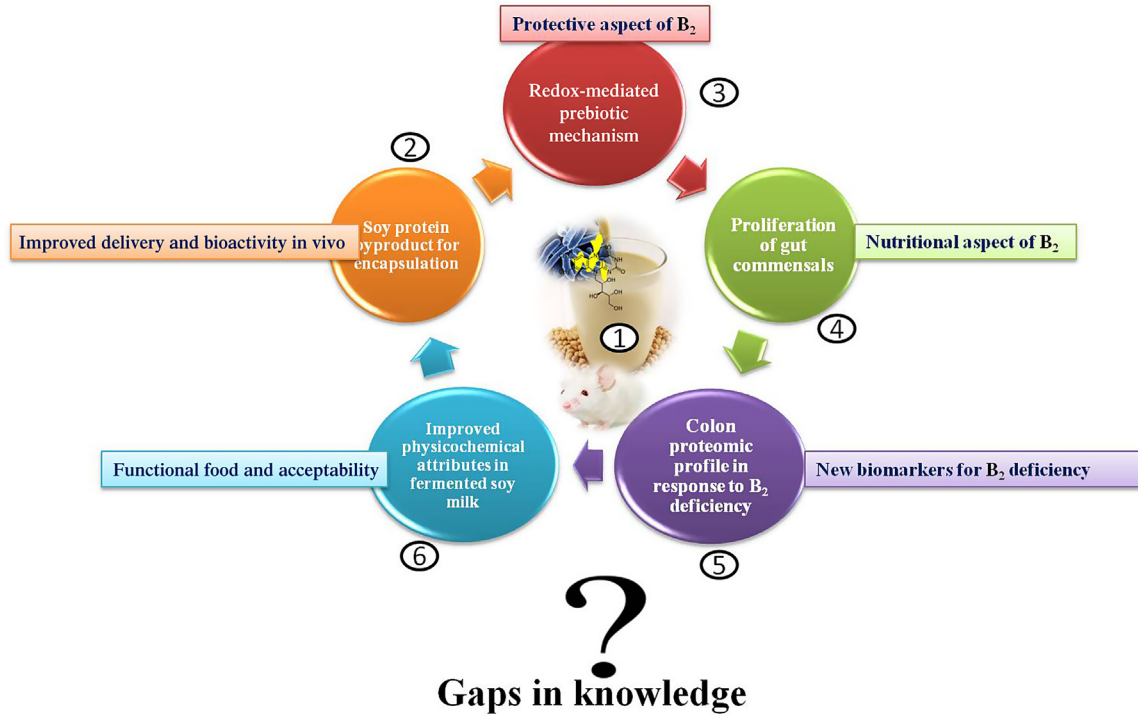 Protective aspect of B₂
Redox-mediated
prebiotic
mechanism
3
2
Soy protein
byproduct for
encapsulation
Improved delivery and bioactivity in vivo
Proliferation
of gut
commensals
Nutritional aspect of B₂
4
1
Improved
physicochemical
attributes in
fermented soy
milk
Functional food and acceptability
6
Colon
proteomic
profile in
response to B₂
deficiency
New biomarkers for B₂ deficiency
5
?
Gaps in knowledge